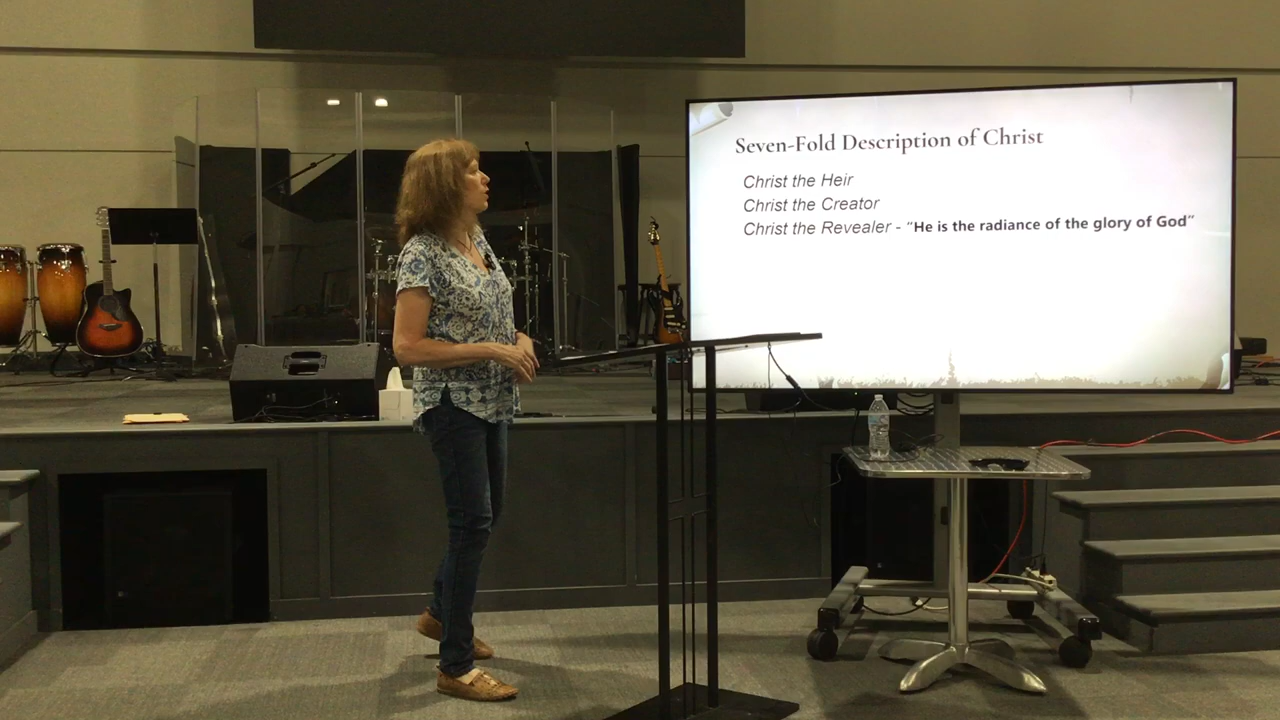 Seven-Fold Description of Christ
Christ the Heir
Christ the Creator
Christ the Revealer - "He is the radiance of the glory of God"